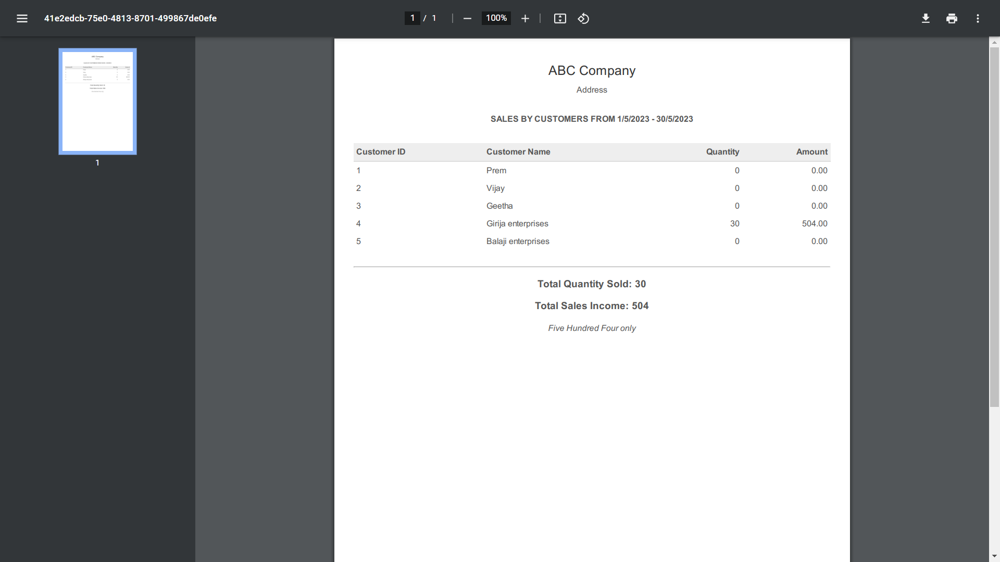 41e2edcb-75e0-4813-8701-499867de0efe
1 / 1
100%
1
ABC Company
Address
SALES BY CUSTOMERS FROM 1/5/2023 - 30/5/2023
Customer ID Customer Name Quantity Amount
1 Prem 0 0.00
2 Vijay 0 0.00
3 Geetha 0 0.00
4 Girija enterprises 30 504.00
5 Balaji enterprises 0 0.00
Total Quantity Sold: 30
Total Sales Income: 504
Five Hundred Four only